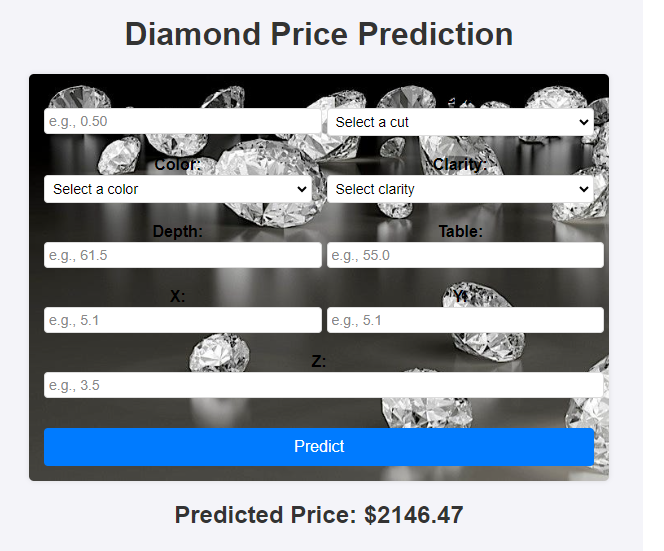 Diamond Price Prediction
e.g., 0.50 Select a cut
Color: Clarity:
Select a color Select clarity
Depth: Table:
e.g., 61.5 e.g., 55.0
X: Y:
e.g., 5.1 e.g., 5.1
Z:
e.g., 3.5
Predict
Predicted Price: $2146.47